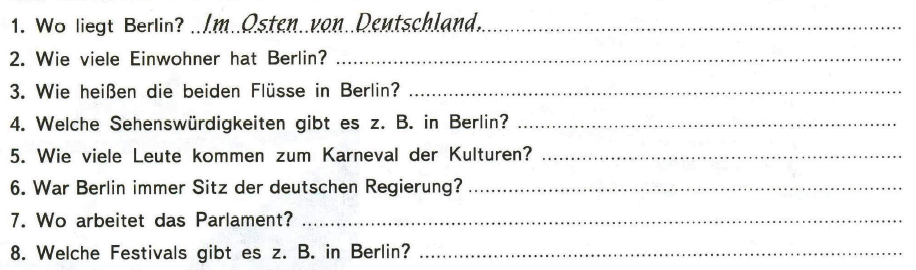 1. Wo liegt Berlin? ..Im Osten von Deutschland...........
2. Wie viele Einwohner hat Berlin? ...........
3. Wie heißen die beiden Flüsse in Berlin? ...........
4. Welche Sehenswürdigkeiten gibt es z. B. in Berlin? ...........
5. Wie viele Leute kommen zum Karneval der Kulturen? ...........
6. War Berlin immer Sitz der deutschen Regierung? ...........
7. Wo arbeitet das Parlament? ...........
8. Welche Festivals gibt es z. B. in Berlin? ...........